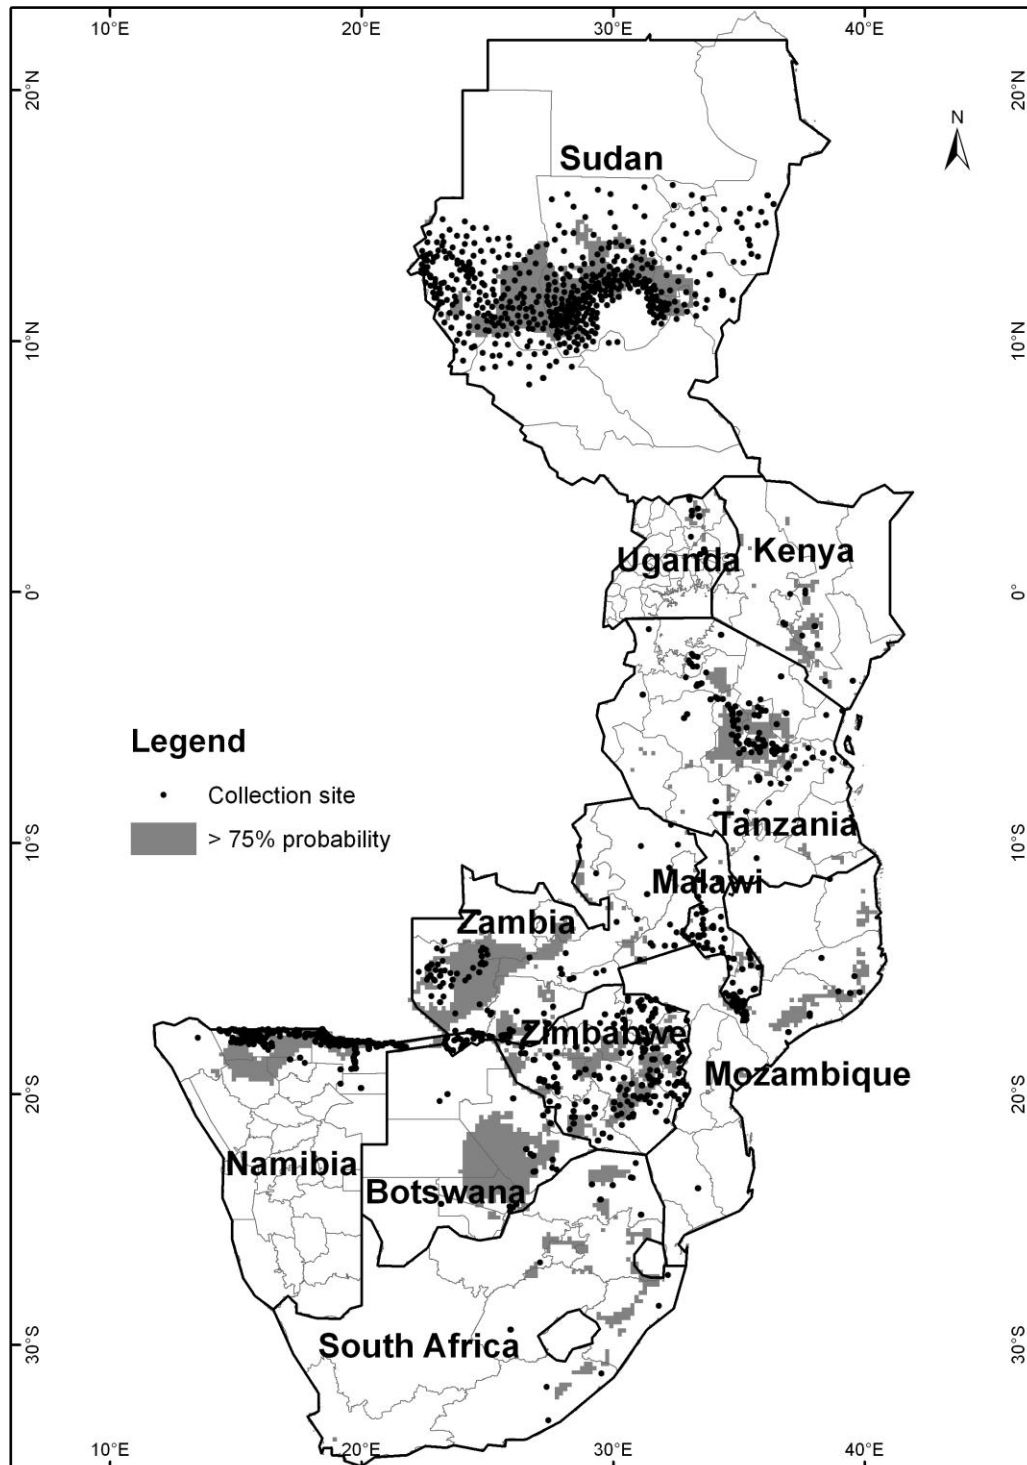 10°E 20°E 30°E 40°E
20°N 20°N
N
Sudan
10°N 10°N
Uganda Kenya
0° 0°
Legend
Collection site
> 75% probability
Tanzania
10°S 10°S
Malawi
Zambia
Zimbabwe
Mozambique
20°S 20°S
Namibia
Botswana
South Africa
30°S 30°S
10°E 20°E 30°E 40°E